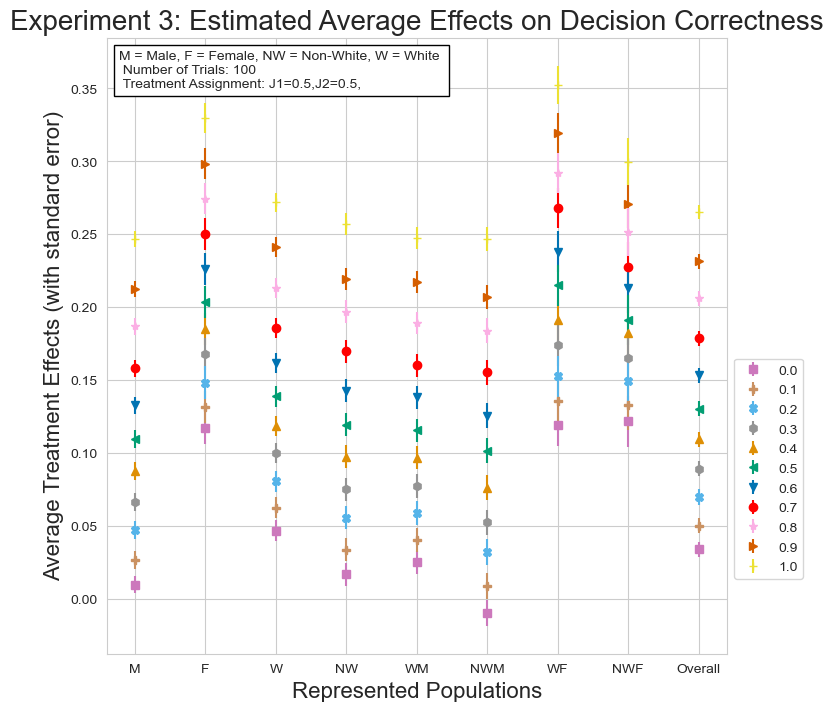 Experiment 3: Estimated Average Effects on Decision Correctness
M = Male, F = Female, NW = Non-White, W = White
Number of Trials: 100
Treatment Assignment: J1=0.5,J2=0.5,
Average Treatment Effects (with standard error)
0.35
0.30
0.25
0.20
0.15
0.10
0.05
0.00
M F W NW WM NWM WF NWF Overall
Represented Populations
0.0
0.1
0.2
0.3
0.4
0.5
0.6
0.7
0.8
0.9
1.0